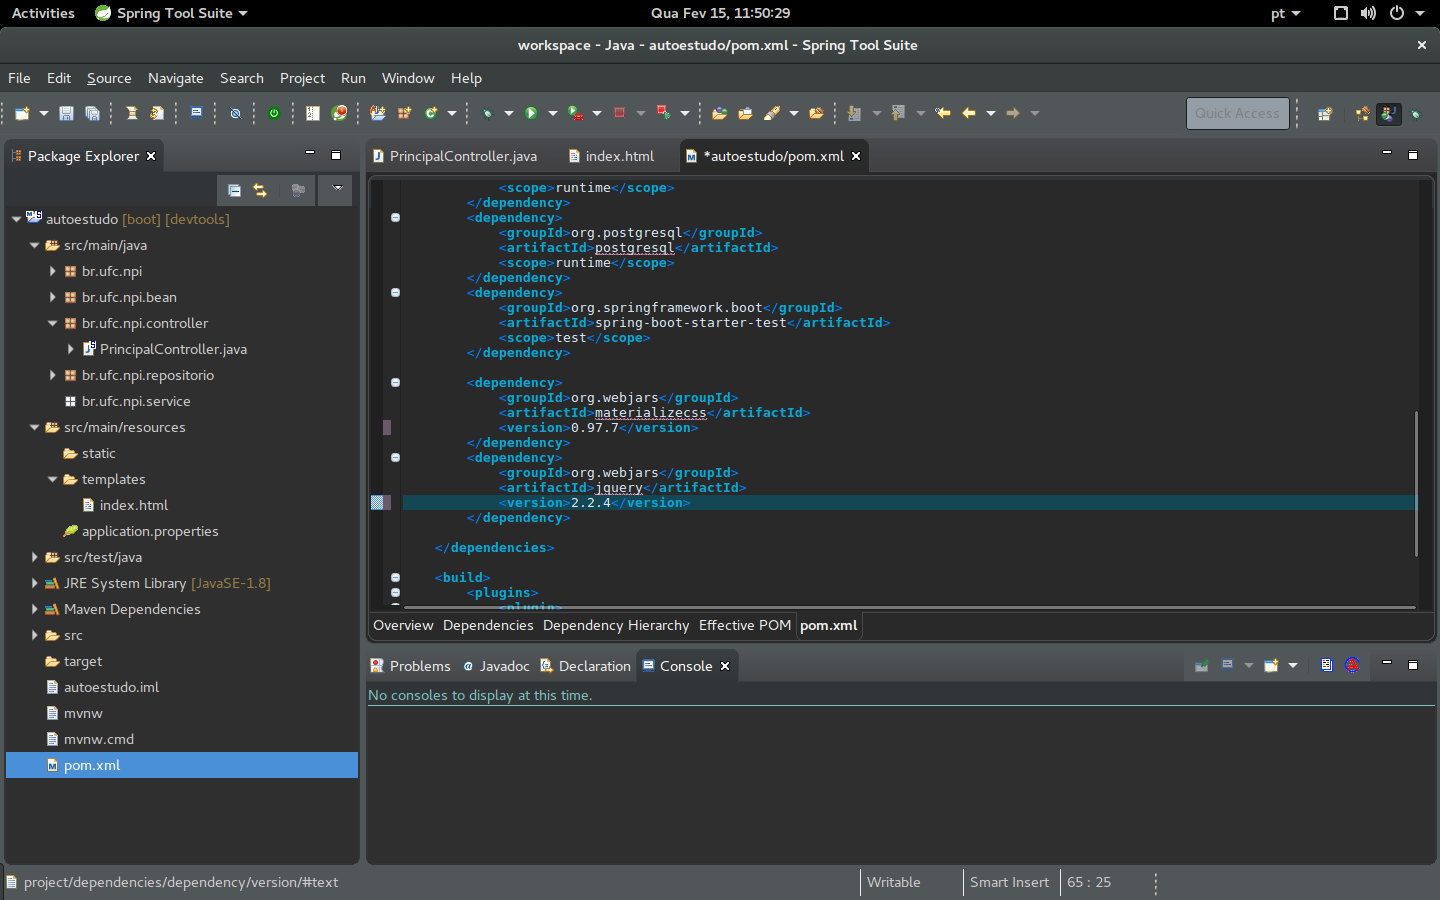 Activities
Spring Tool Suite
Qua Fev 15, 11:50:29
pt
workspace - Java - autoestudo/pom.xml - Spring Tool Suite
File Edit Source Navigate Search Project Run Window Help
Quick Access
Package Explorer
autoestudo [boot] [devtools]
src/main/java
br.ufc.npi
br.ufc.npi.bean
br.ufc.npi.controller
PrincipalController.java
br.ufc.npi.repositorio
br.ufc.npi.service
src/main/resources
static
templates
index.html
application.properties
src/test/java
JRE System Library [JavaSE-1.8]
Maven Dependencies
src
target
autoestudo.iml
mvnw
mvnw.cmd
pom.xml
PrincipalController.java
index.html
*autoestudo/pom.xml
<scope>runtime</scope>
</dependency>
<dependency>
<groupId>org.postgresql</groupId>
<artifactId>postgresql</artifactId>
<scope>runtime</scope>
</dependency>
<dependency>
<groupId>org.springframework.boot</groupId>
<artifactId>spring-boot-starter-test</artifactId>
<scope>test</scope>
</dependency>
<dependency>
<groupId>org.webjars</groupId>
<artifactId>materializecss</artifactId>
<version>0.97.7</version>
</dependency>
<dependency>
<groupId>org.webjars</groupId>
<artifactId>jquery</artifactId>
<version>2.2.4</version>
</dependency>
</dependencies>
<build>
<plugins>
<plugin>
Overview Dependencies Dependency Hierarchy Effective POM pom.xml
Problems Javadoc Declaration Console
No consoles to display at this time.
project/dependencies/dependency/version/#text
Writable
Smart Insert
65 : 25